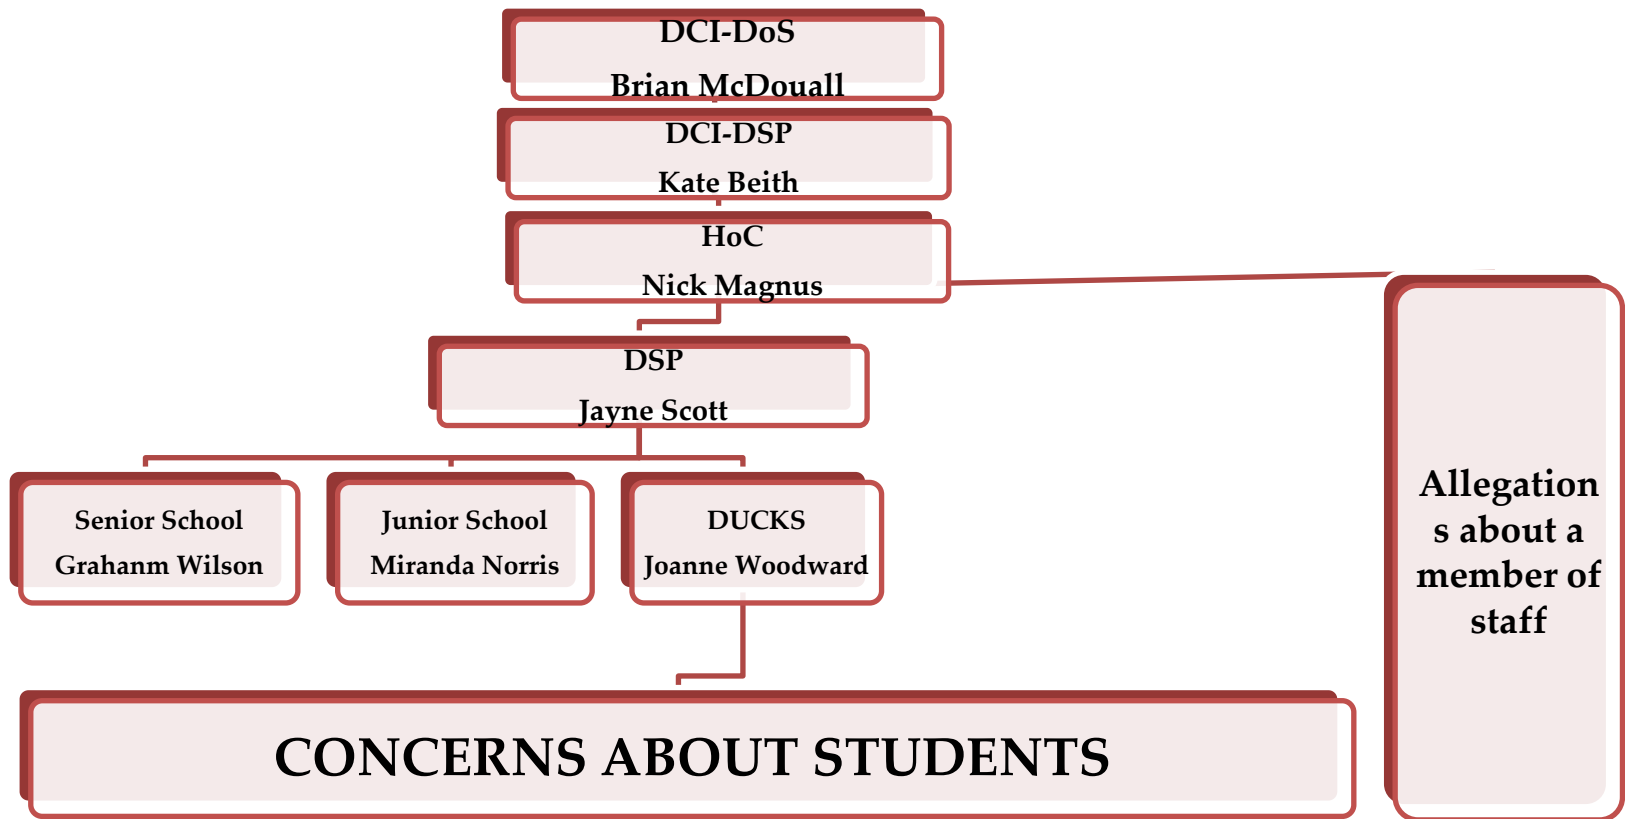 DCI-DoS
Brian McDouall
DCI-DSP
Kate Beith
HoC
Nick Magnus
DSP
Jayne Scott
Senior School
Grahanm Wilson
Junior School
Miranda Norris
DUCKS
Joanne Woodward
Allegation
s about a
member of
staff
CONCERNS ABOUT STUDENTS